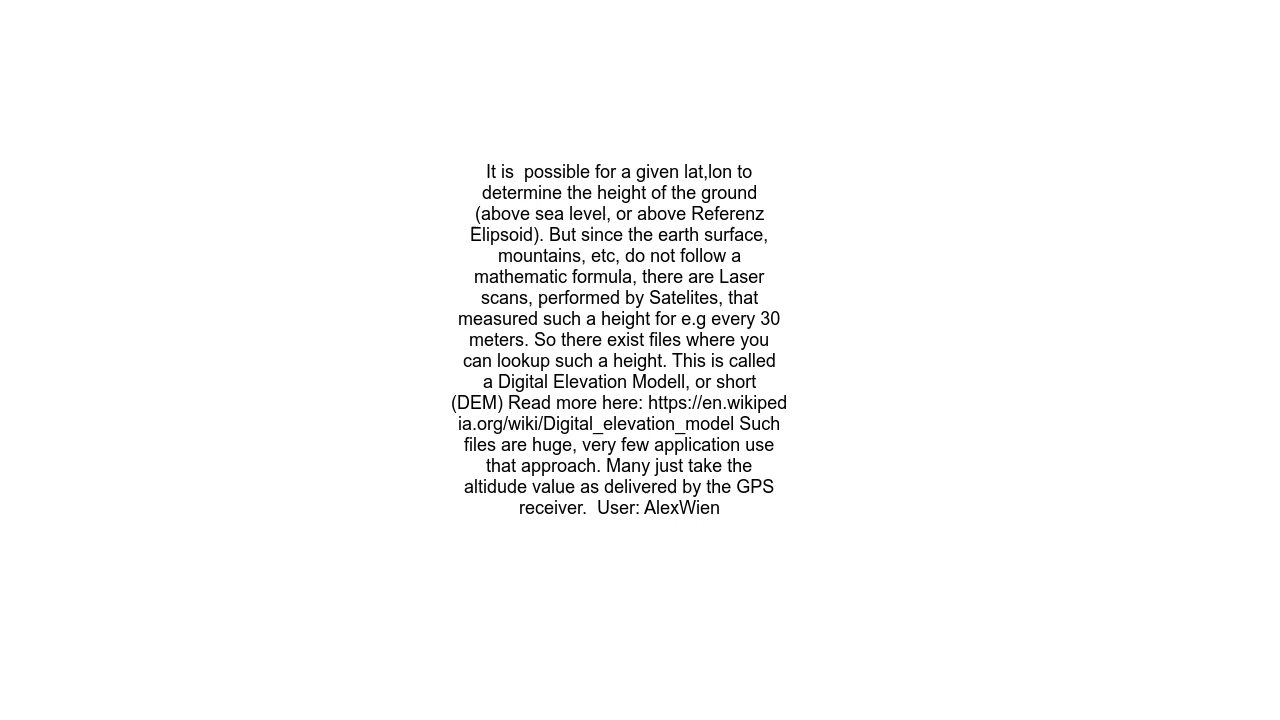 It is  possible for a given lat,lon to
determine the height of the ground
(above sea level, or above Referenz
Elipsoid). But since the earth surface,
mountains, etc, do not follow a
mathematic formula, there are Laser
scans, performed by Satelites, that
measured such a height for e.g every 30
meters. So there exist files where you
can lookup such a height. This is called
a Digital Elevation Modell, or short
(DEM) Read more here: https://en.wikiped
ia.org/wiki/Digital_elevation_model Such
files are huge, very few application use
that approach. Many just take the
altidude value as delivered by the GPS
receiver.  User: AlexWien